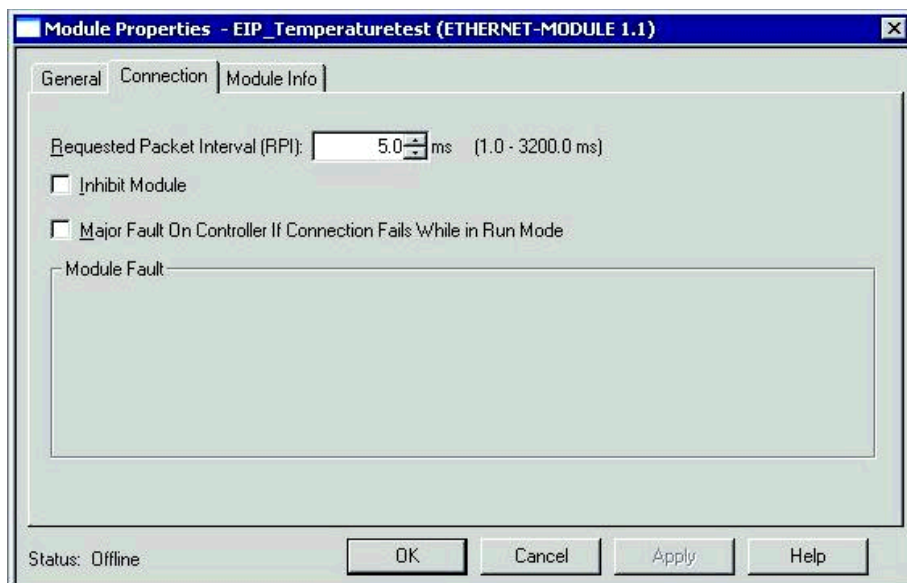 Module Properties - EIP_Temperaturetest (ETHERNET-MODULE 1.1)
General Connection Module Info
Requested Packet Interval (RPI): 5.0 ms (1.0 - 3200.0 ms)
Inhibit Module
Major Fault On Controller If Connection Fails While in Run Mode
Module Fault
Status: Offline OK Cancel Apply Help